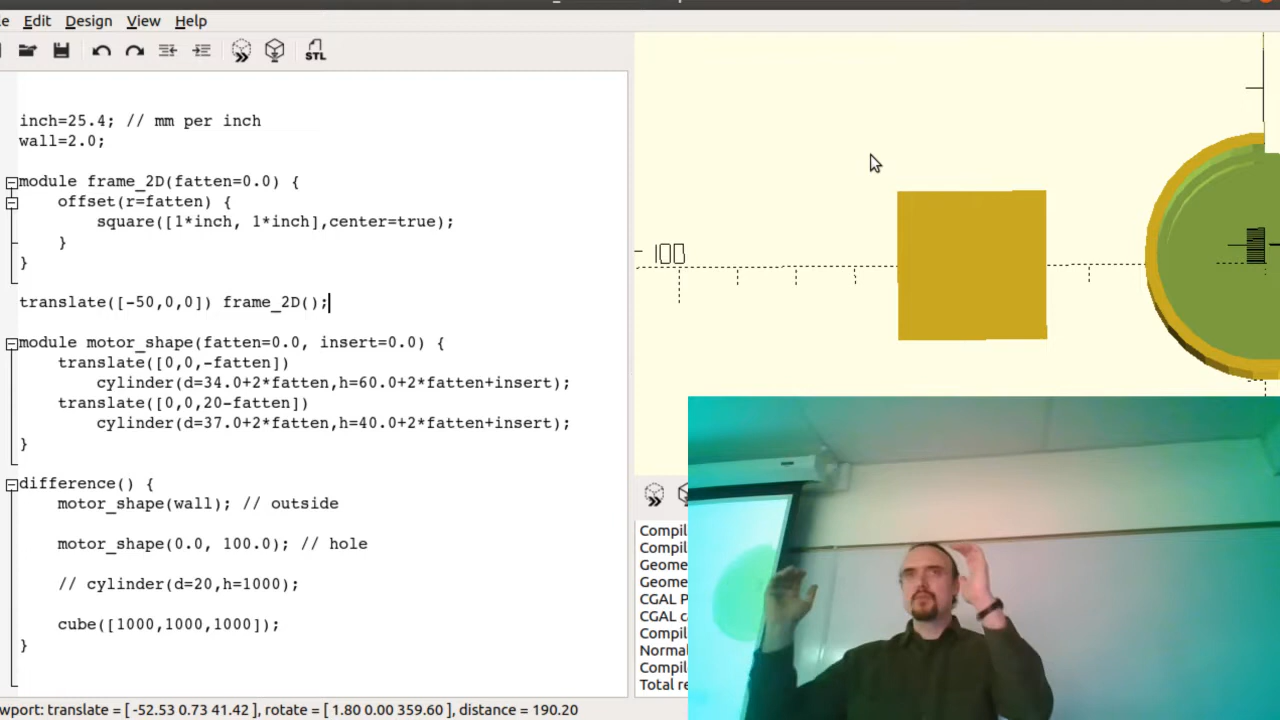 Edit Design View Help
STL
inch=25.4; // mm per inch
wall=2.0;
module frame_2D(fatten=0.0) {
offset(r=fatten) {
square([1*inch, 1*inch],center=true);
}
}
translate([-50,0,0]) frame_2D();
module motor_shape(fatten=0.0, insert=0.0) {
translate([0,0,-fatten])
cylinder(d=34.0+2*fatten,h=60.0+2*fatten+insert);
translate([0,0,20-fatten])
cylinder(d=37.0+2*fatten,h=40.0+2*fatten+insert);
}
difference() {
motor_shape(wall); // outside
motor_shape(0.0, 100.0); // hole
// cylinder(d=20,h=1000);
cube([1000,1000,1000]);
}
100
Compil
Compil
Geome
Geome
CGAL P
CGAL c
Compil
Norma
Compil
Total re
wport: translate = [ -52.53 0.73 41.42 ], rotate = [ 1.80 0.00 359.60 ], distance = 190.20